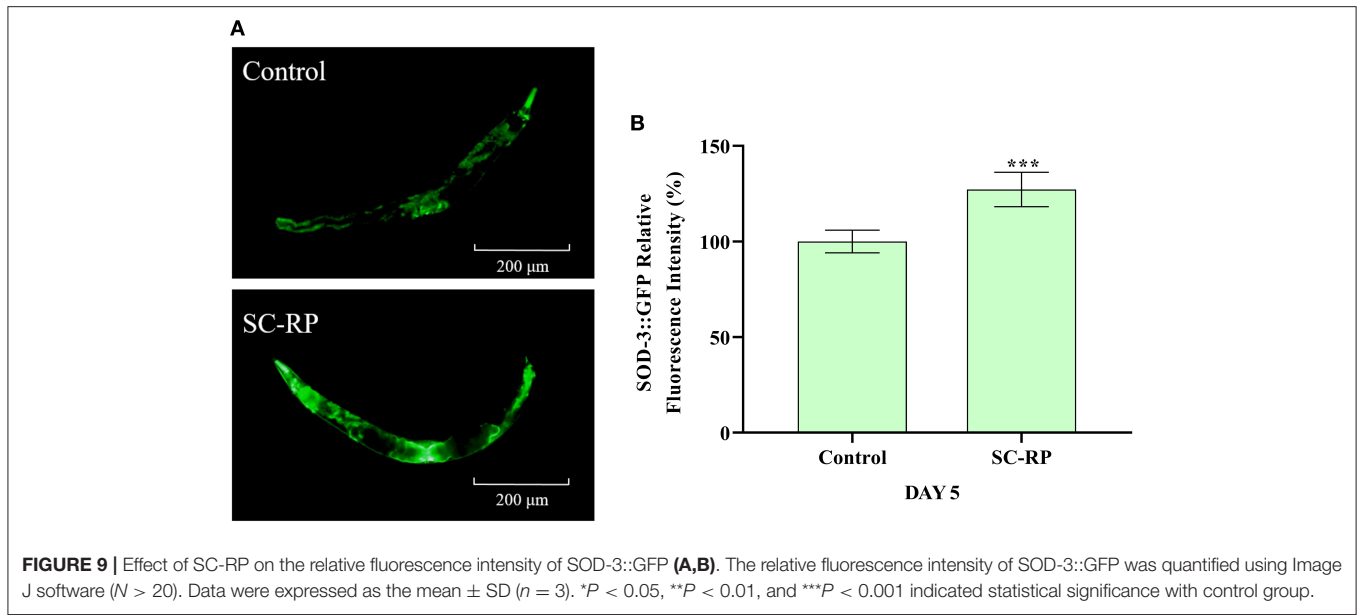 A
Control
200 μm
SC-RP
200 μm
B
SOD-3::GFP Relative
Fluorescence Intensity (%)
150
100
50
0
***
Control
SC-RP
DAY 5
FIGURE 9 | Effect of SC-RP on the relative fluorescence intensity of SOD-3::GFP (A,B). The relative fluorescence intensity of SOD-3::GFP was quantified using Image
J software (N > 20). Data were expressed as the mean ± SD (n = 3). *P < 0.05, **P < 0.01, and ***P < 0.001 indicated statistical significance with control group.